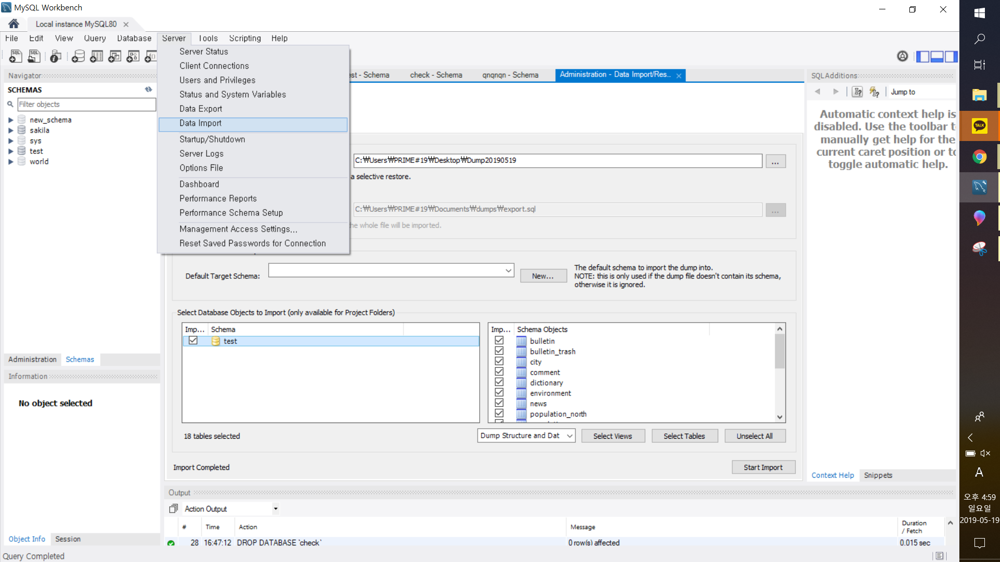 MySQL Workbench
Local instance MySQL80
File Edit View Query Database Server Tools Scripting Help
Server Status
Client Connections
Users and Privileges
Status and System Variables
Data Export
Data Import
Startup/Shutdown
Server Logs
Options File
Dashboard
Performance Reports
Performance Schema Setup
Management Access Settings...
Reset Saved Passwords for Connection
Navigator
SCHEMAS
Filter objects
new_schema
sakila
sys
test
world
Administration Schemas
Information
No object selected
Object Info Session
Query Completed
est - Schema check - Schema qnqnqn - Schema Administration - Data Import/Res...
C:₩Users₩PRIME#19₩Desktop₩Dump20190519 ...
a selective restore.
C:₩Users₩PRIME#19₩Documents₩dumps₩export.sql ...
he whole file will be imported.
Default Target Schema: New...
The default schema to import the dump into.
NOTE: this is only used if the dump file doesn't contain its schema,
otherwise it is ignored.
Select Database Objects to Import (only available for Project Folders)
Imp... Schema
test
Imp... Schema Objects
bulletin
bulletin_trash
city
comment
dictionary
environment
news
population_north
18 tables selected Dump Structure and Dat Select Views Select Tables Unselect All
Import Completed Start Import
Output
Action Output
# Time Action Message Duration / Fetch
28 16:47:12 DROP DATABASE `check` 0 row(s) affected 0.015 sec
SQLAdditions
Jump to
Automatic context help is
disabled. Use the toolbar t
manually get help for the
current caret position or to
toggle automatic help.
Context Help Snippets
TALK
A
오후 4:59
일요일
2019-05-19